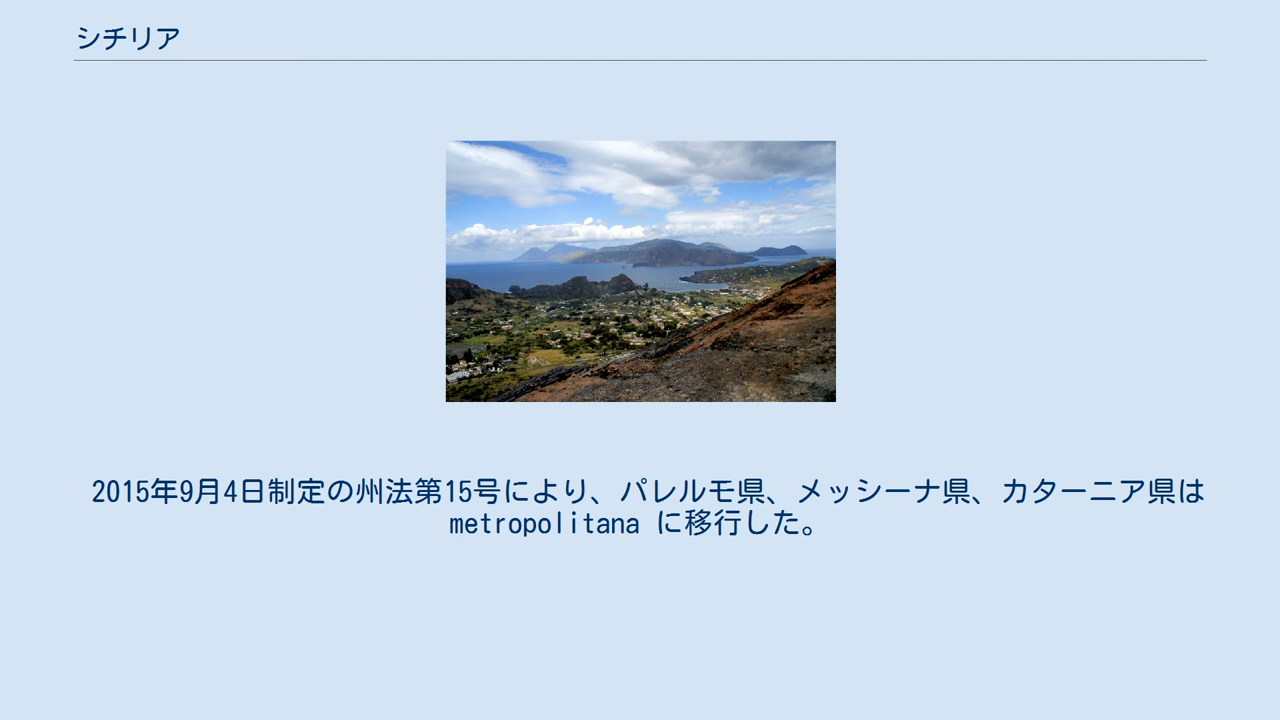 シチリア
2015年9月4日制定の州法第15号により、パレルモ県、メッシーナ県、カターニア県は
metropolitana に移行した。